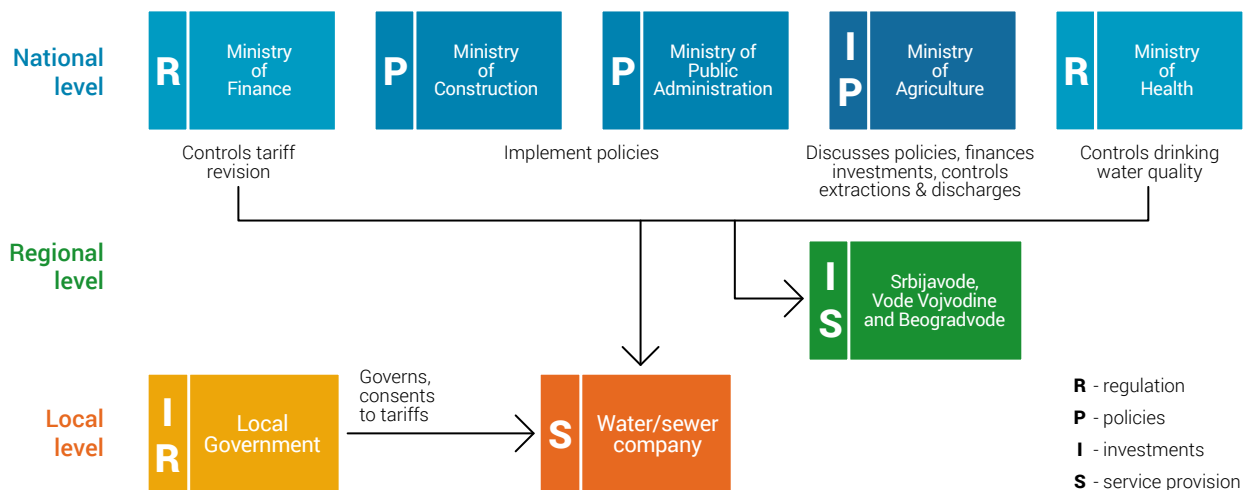 National
level
R
Ministry
of
Finance
P
Ministry
of
Construction
P
Ministry of
Public
Administration
I
P
Ministry
of
Agriculture
R
Ministry
of
Health
Controls tariff
revision
Implement policies
Discusses policies, finances
investments, controls
extractions & discharges
Controls drinking
water quality
Regional
level
I
S
Srbijavode,
Vode Vojvodine
and Beogradvode
Local
level
I
R
Local
Government
Governs,
consents
to tariffs
S
Water/sewer
company
R - regulation
P - policies
I - investments
S - service provision